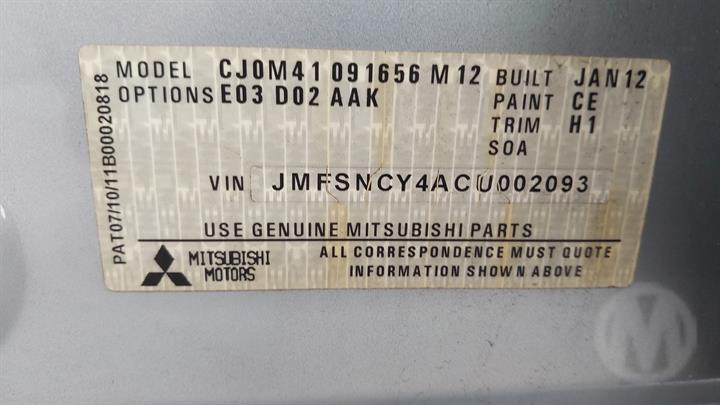 MODEL CJ0M41 091656 M12 BUILT JAN12
OPTIONS E03 D02 AAK PAINT CE
TRIM H1
SOA
VIN JMFSNCY4ACU002093
USE GENUINE MITSUBISHI PARTS
MITSUBISHI MOTORS
ALL CORRESPONDENCE MUST QUOTE
INFORMATION SHOWN ABOVE
PAT07/10/11B00020818
M